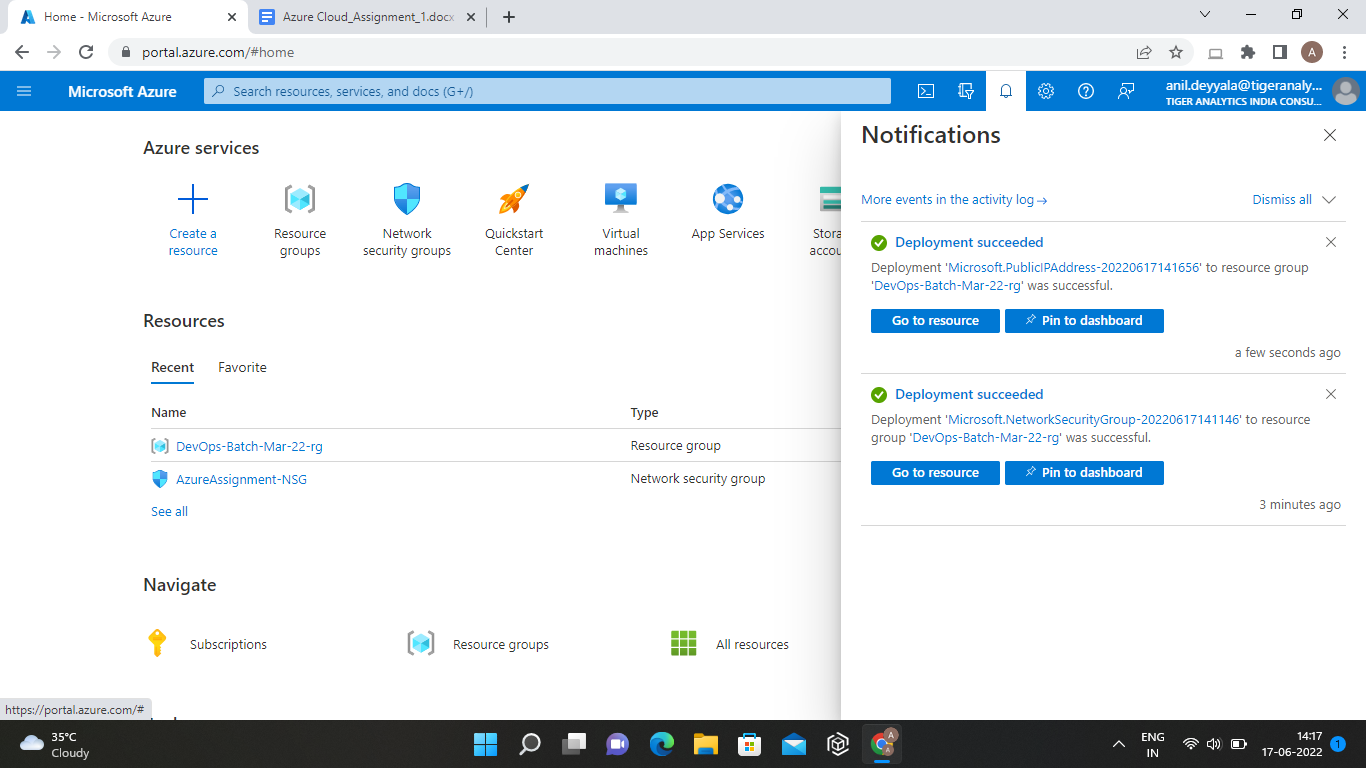 Home - Microsoft Azure
Azure Cloud_Assignment_1.docx
portal.azure.com/#home
A
Microsoft Azure
Search resources, services, and docs (G+/)
anil.deyyala@tigeranaly...
TIGER ANALYTICS INDIA CONSU...
Azure services
Create a
resource
Resource
groups
Network
security groups
Quickstart
Center
Virtual
machines
App Services
Stora
accou
Resources
Recent
Favorite
Name
Type
DevOps-Batch-Mar-22-rg
Resource group
AzureAssignment-NSG
Network security group
See all
Navigate
Subscriptions
Resource groups
All resources
https://portal.azure.com/#
Notifications
More events in the activity log →
Dismiss all
Deployment succeeded
Deployment 'Microsoft.PublicIPAddress-20220617141656' to resource group
'DevOps-Batch-Mar-22-rg' was successful.
Go to resource
Pin to dashboard
a few seconds ago
Deployment succeeded
Deployment 'Microsoft.NetworkSecurityGroup-20220617141146' to resource
group 'DevOps-Batch-Mar-22-rg' was successful.
Go to resource
Pin to dashboard
3 minutes ago
35°C
Cloudy
A
A
ENG
IN
14:17
17-06-2022
1